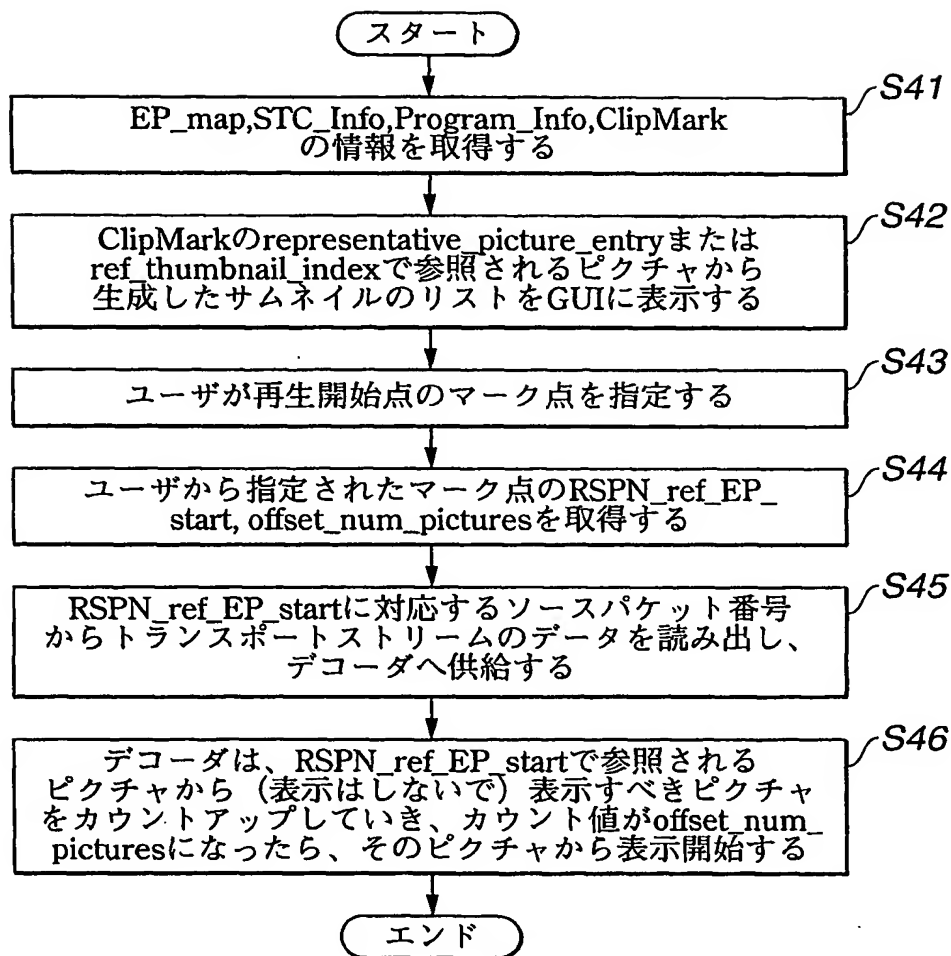 スタート
S41
EP_map,STC_Info,Program_Info,ClipMark
の情報を取得する
S42
ClipMarkのrepresentative_picture_entryまたは
ref_thumbnail_indexで参照されるピクチャから
生成したサムネイルのリストをGUIに表示する
S43
ユーザが再生開始点のマーク点を指定する
S44
ユーザから指定されたマーク点のRSPN_ref_EP_
start, offset_num_picturesを取得する
S45
RSPN_ref_EP_startに対応するソースパケット番号
からトランスポートストリームのデータを読み出し、
デコーダへ供給する
S46
デコーダは、RSPN_ref_EP_startで参照される
ピクチャから（表示はしないで）表示すべきピクチャ
をカウントアップしていき、カウント値がoffset_num_
picturesになったら、そのピクチャから表示開始する
エンド